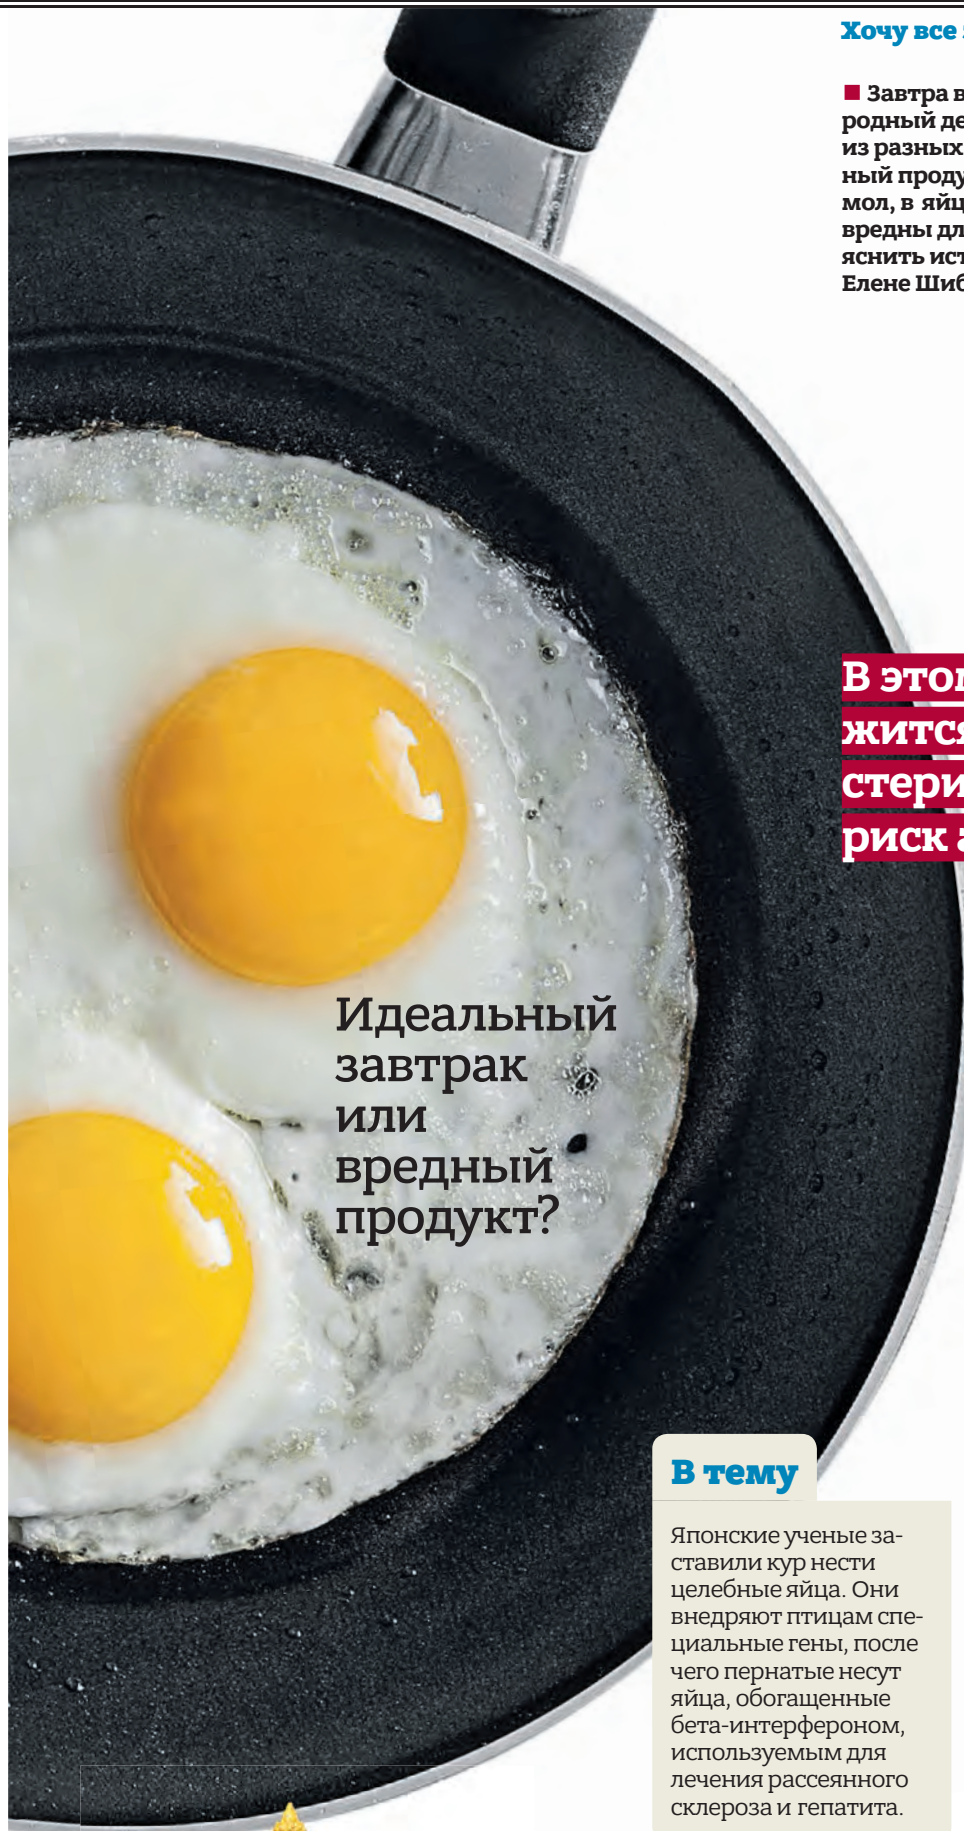 Хочу все
■ Завтра в
родный де
из разных
ный проду
мол, в яйц
вредны дл
яснить ист
Елене Шиб
В этом
жится
стери
риск а
Идеальный
завтрак
или
вредный
продукт?
В тему
Японские ученые за-
ставили кур нести
целебные яйца. Они
внедряют птицам спе-
циальные гены, после
чего пернатые несут
яйца, обогащенные
бета-интерфероном,
используемым для
лечения рассеянного
склероза и гепатита.